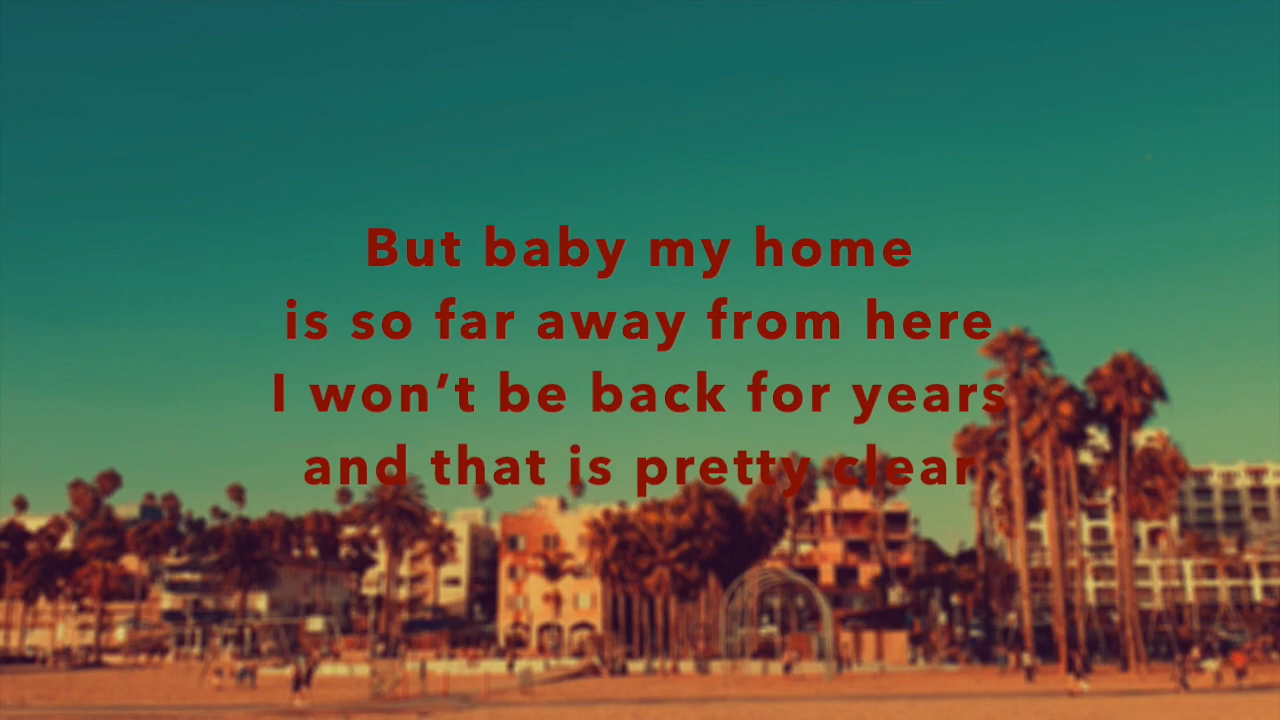 But baby my home
is so far away from here
I won’t be back for years
and that is pretty clear